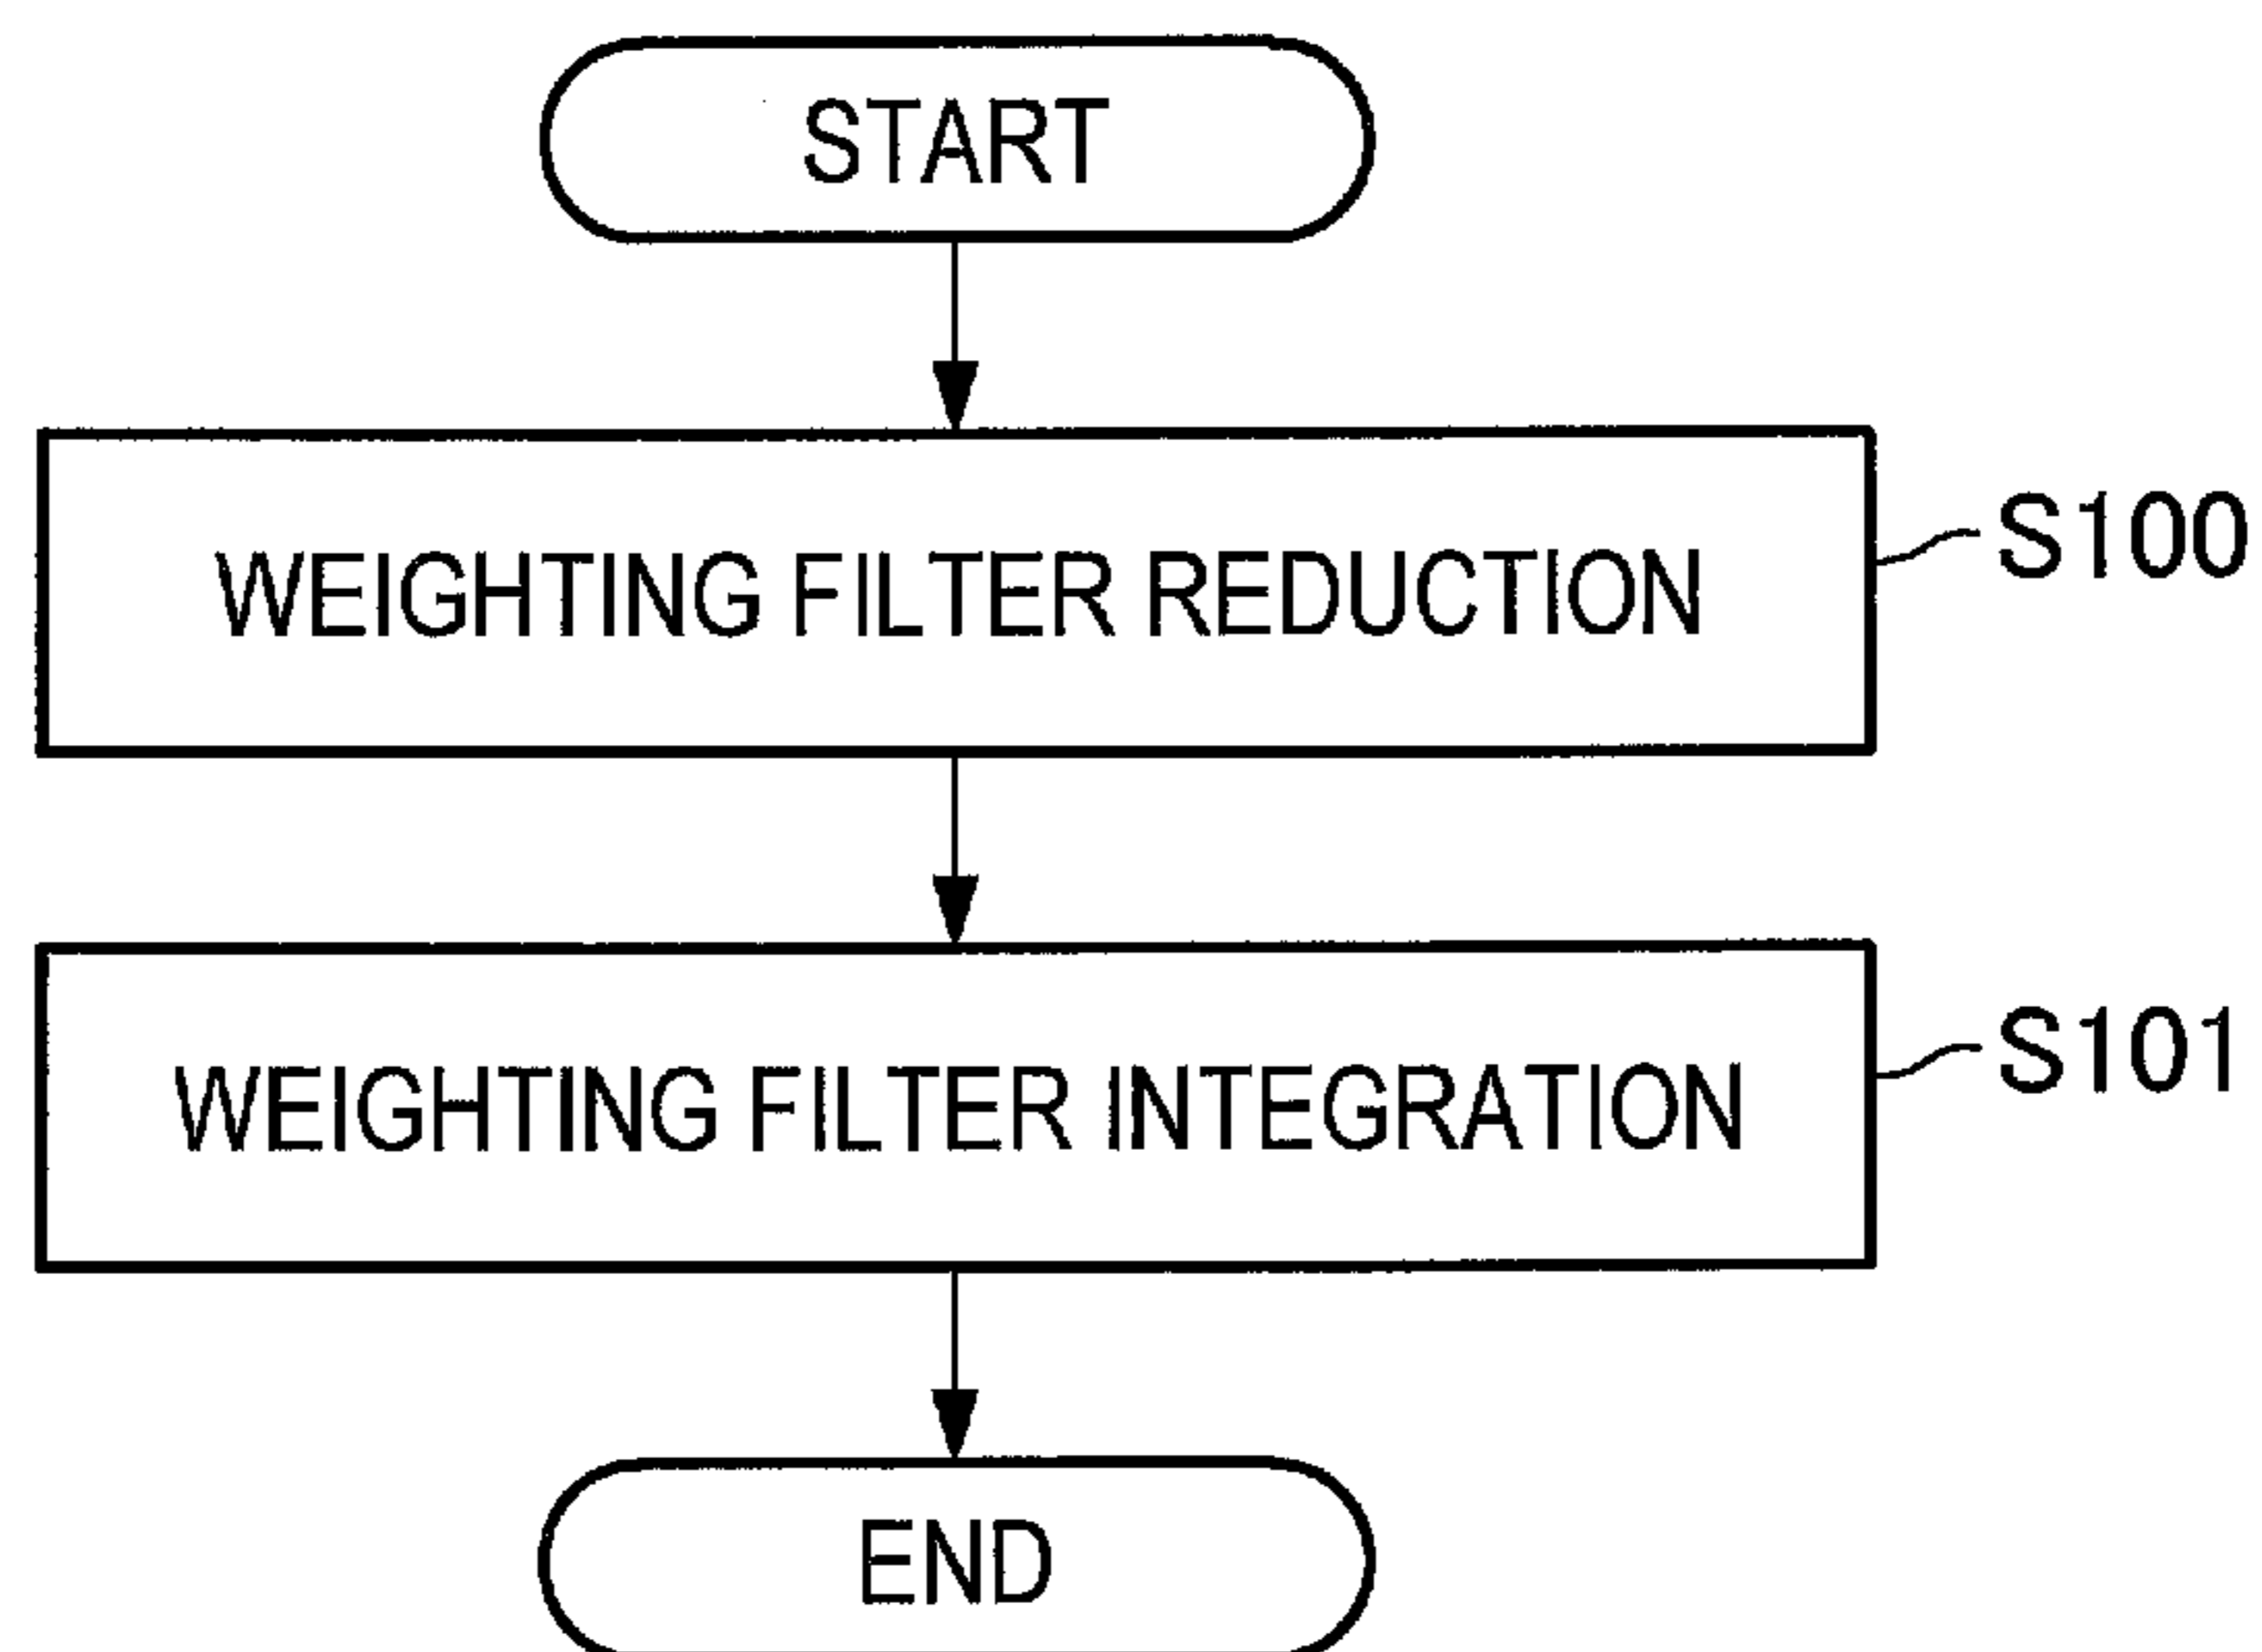 START
WEIGHTING FILTER REDUCTION
S100
WEIGHTING FILTER INTEGRATION
S101
END